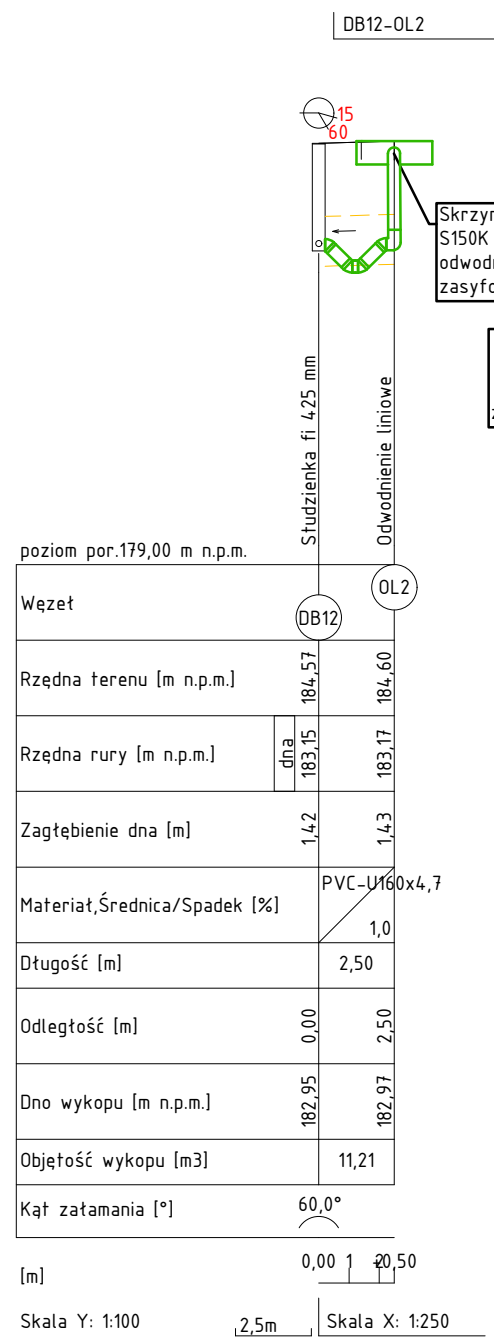 DB12-OL2
15
60
Skrzyn
S150K
odwodn
zasyfo
z
Studzienka fi 425 mm
Odwodnienie liniowe
poziom por.179,00 m n.p.m.
Węzeł
DB12
OL2
Rzędna terenu [m n.p.m.]
184,57
184,60
Rzędna rury [m n.p.m.]
dna
183,15
183,17
Zagłębienie dna [m]
1,42
1,43
Materiał,Średnica/Spadek [%]
PVC-U160x4,7
1,0
Długość [m]
2,50
Odległość [m]
0,00
2,50
Dno wykopu [m n.p.m.]
182,95
182,97
Objętość wykopu [m3]
11,21
Kąt załamania [°]
60,0°
[m]
0,00 1 2,50
Skala Y: 1:100
2,5m
Skala X: 1:250